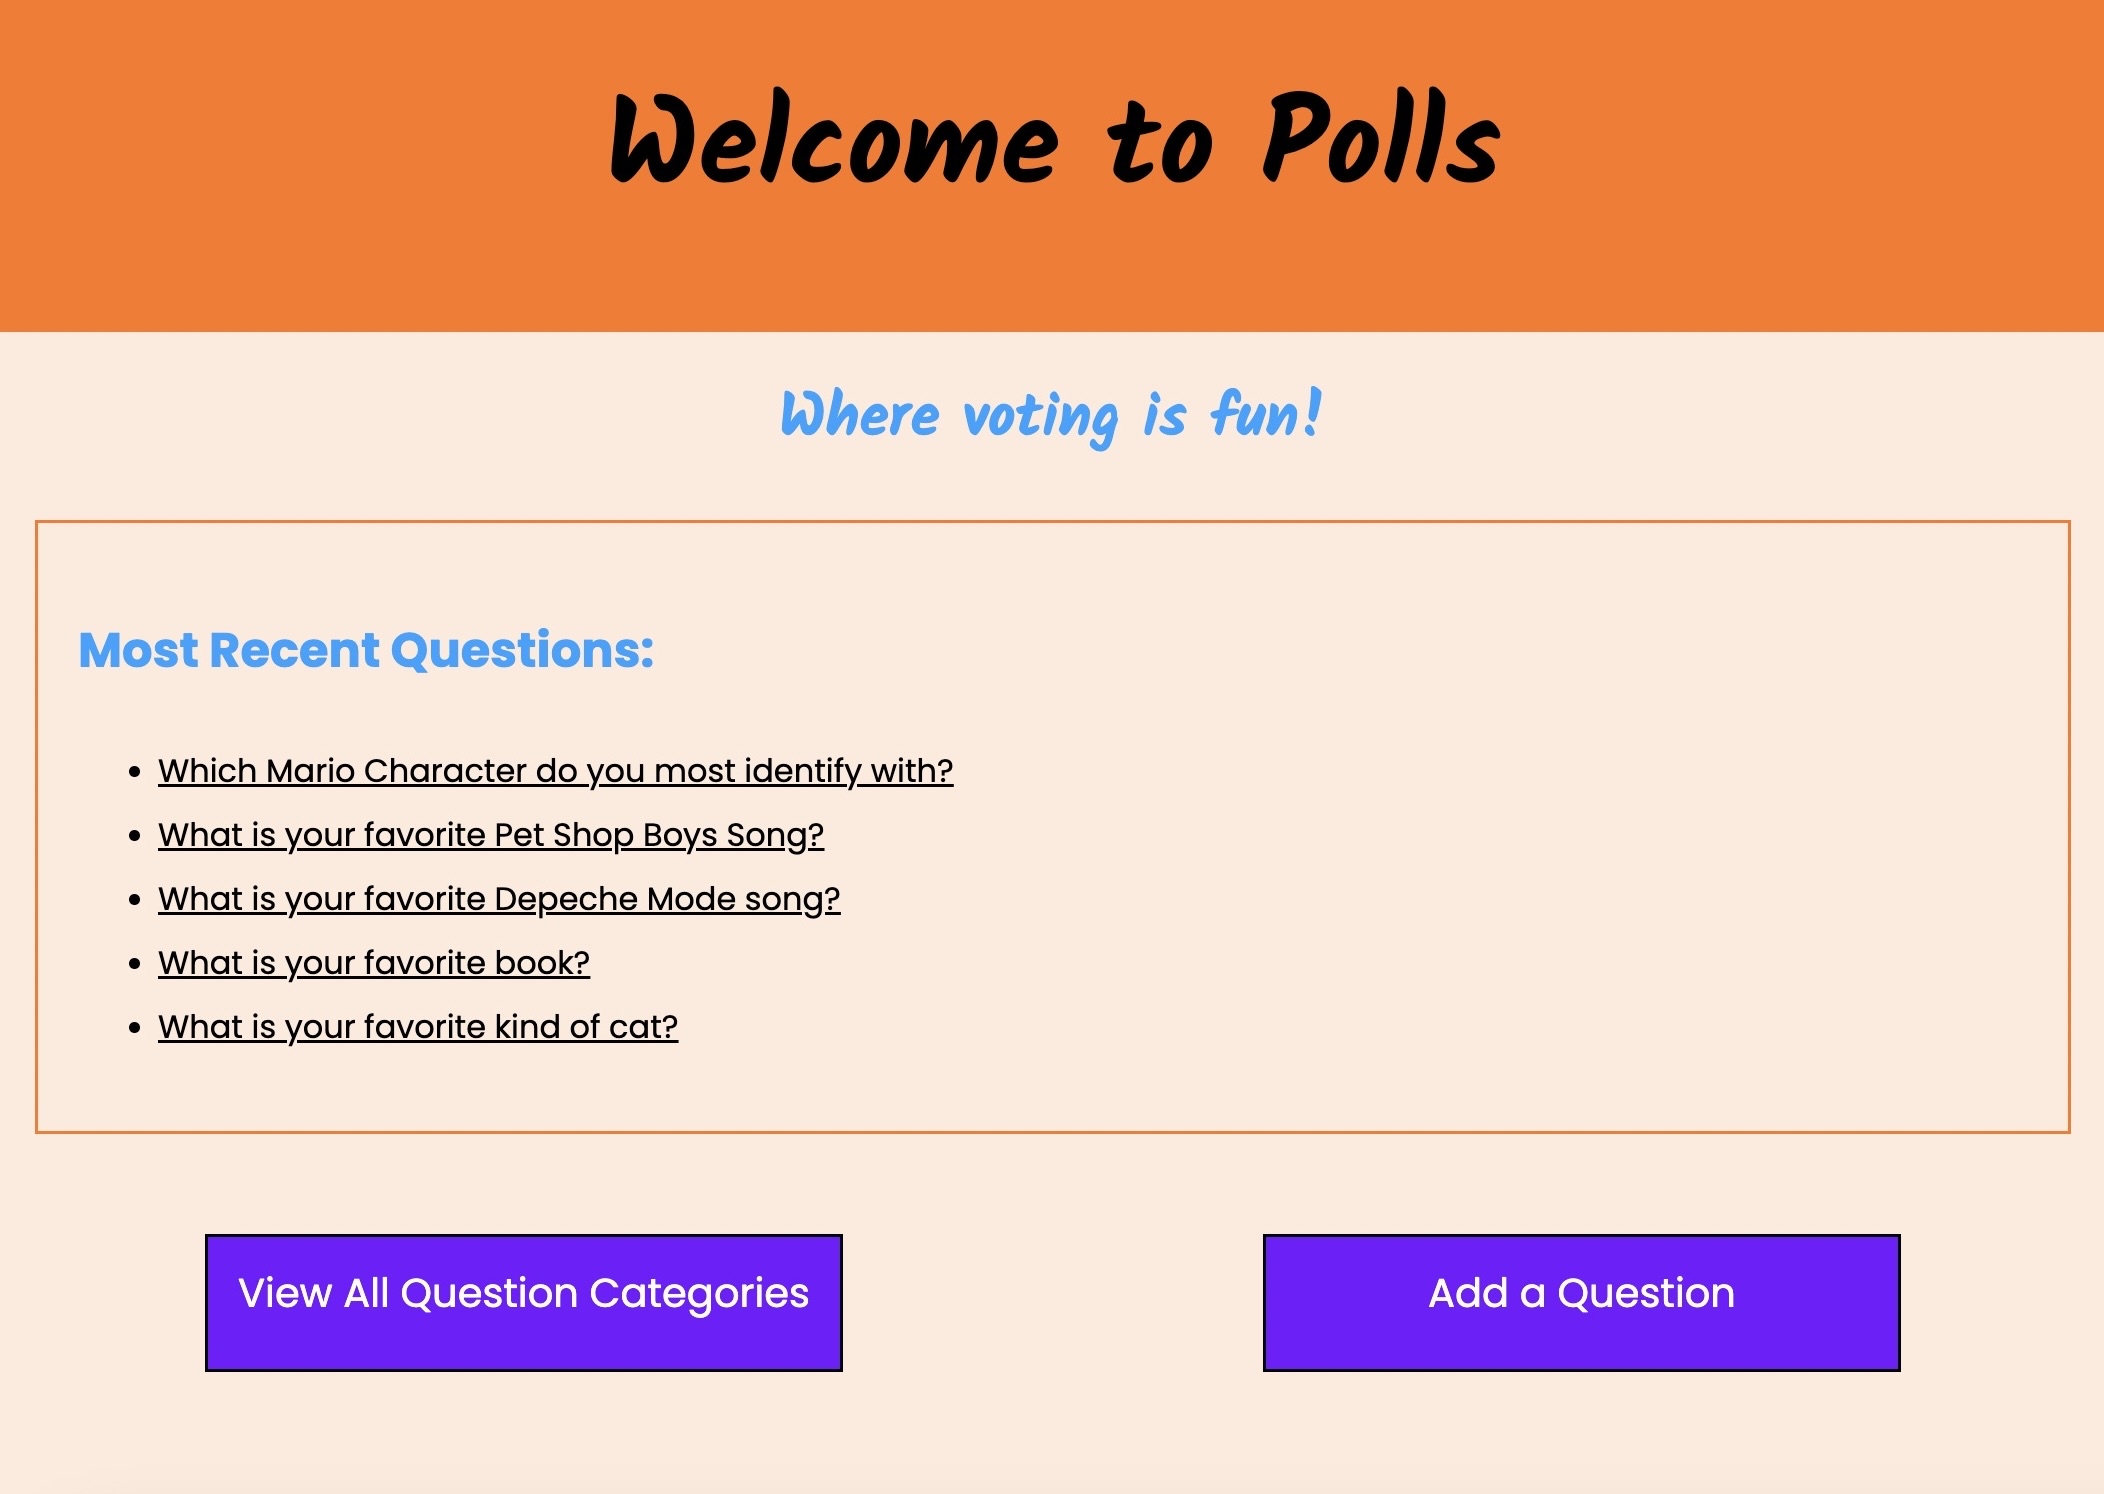 Welcome to Polls
Where voting is fun!
Most Recent Questions:
Which Mario Character do you most identify with?
What is your favorite Pet Shop Boys Song?
What is your favorite Depeche Mode song?
What is your favorite book?
What is your favorite kind of cat?
View All Question Categories
Add a Question